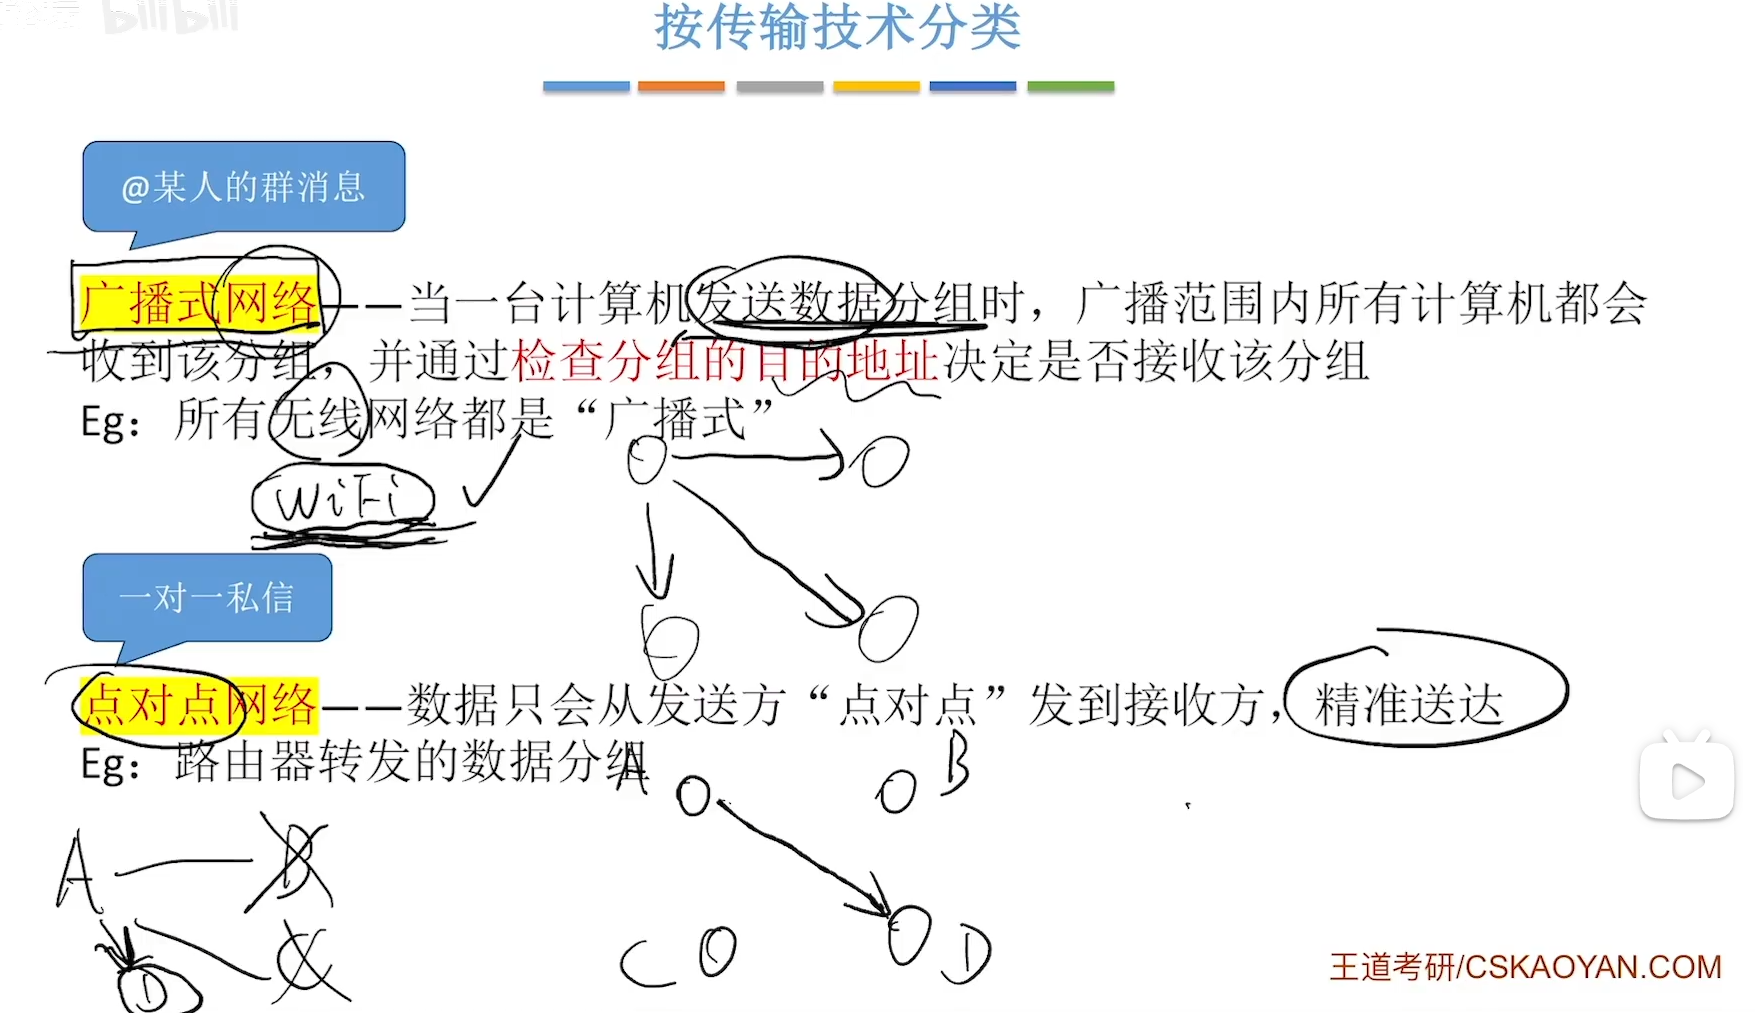 bilibili
按传输技术分类
@某人的群消息
广播式网络——当一台计算机发送数据分组时，广播范围内所有计算机都会
收到该分组，并通过检查分组的目的地址决定是否接收该分组
Eg：所有无线网络都是“广播式”
WiFi
一对一私信
点对点网络——数据只会从发送方“点对点”发到接收方，精准送达
Eg：路由器转发的数据分组
A B
A B
C D
D C
王道考研/CSKAOYAN.COM